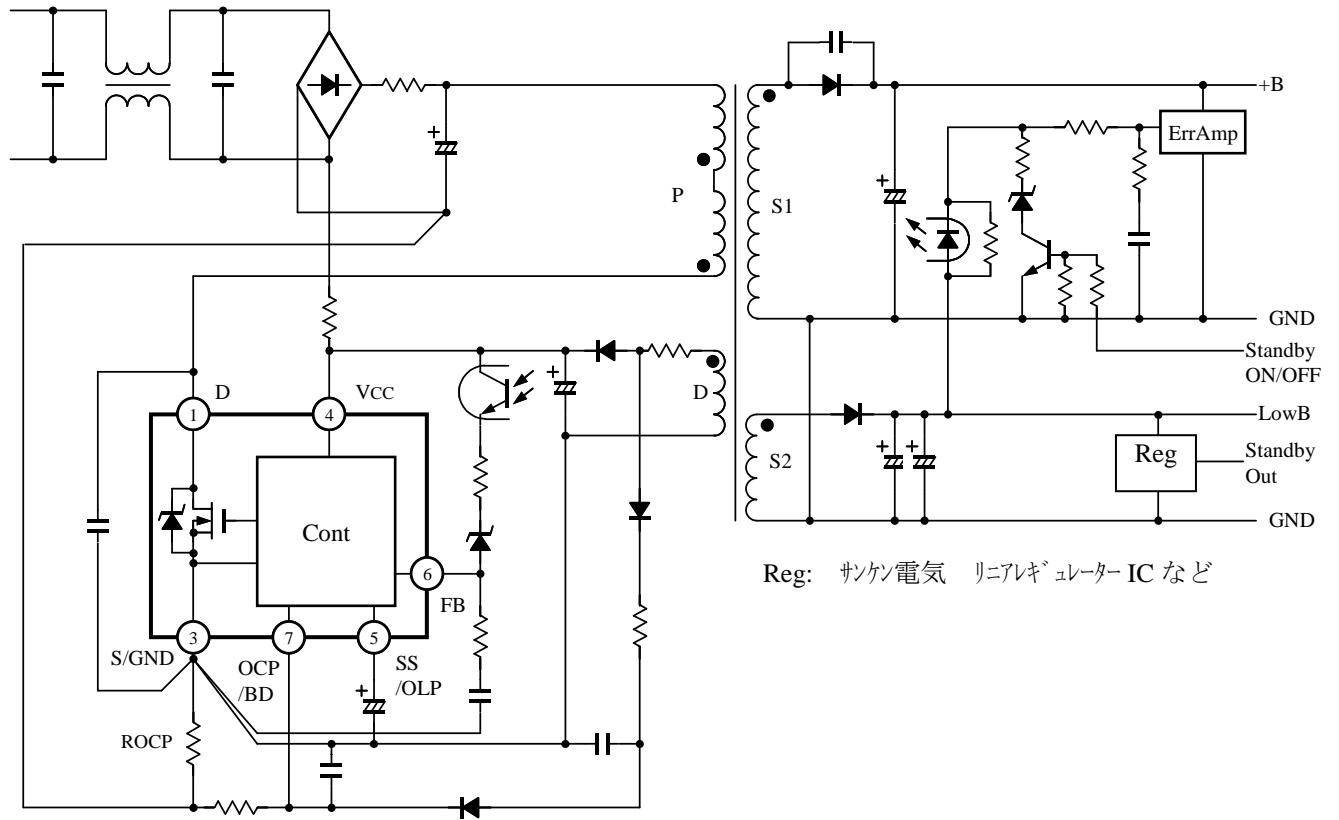 +B
ErrAmp
P
S1
GND
Standby
ON/OFF
D
VCC
D
LowB
1
4
S2
Reg
Standby
Out
Cont
GND
6
FB
Reg: サンケン電気 リニアレギュレーター IC など
3
7
5
S/GND
OCP
/BD
SS
/OLP
ROCP